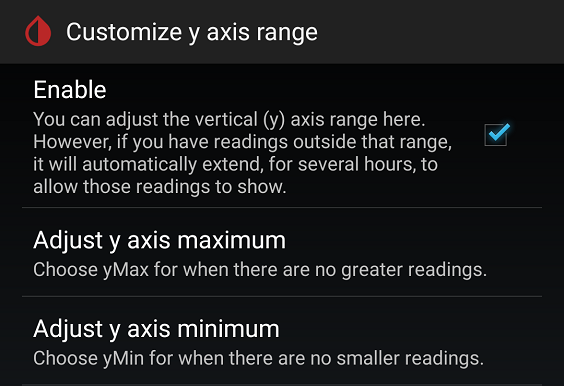 Customize y axis range
Enable
You can adjust the vertical (y) axis range here.
However, if you have readings outside that range,
it will automatically extend, for several hours, to
allow those readings to show.
Adjust y axis maximum
Choose yMax for when there are no greater readings.
Adjust y axis minimum
Choose yMin for when there are no smaller readings.